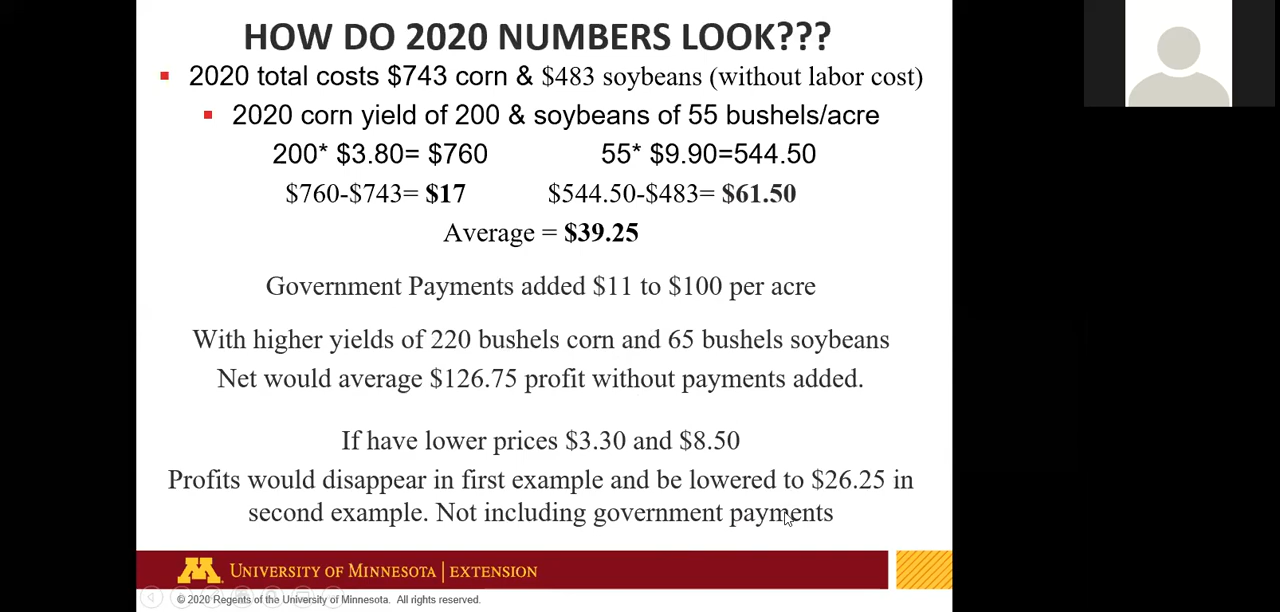 HOW DO 2020 NUMBERS LOOK???
2020 total costs $743 corn & $483 soybeans (without labor cost)
2020 corn yield of 200 & soybeans of 55 bushels/acre
200* $3.80= $760 55* $9.90=544.50
$760-$743= $17 $544.50-$483= $61.50
Average = $39.25
Government Payments added $11 to $100 per acre
With higher yields of 220 bushels corn and 65 bushels soybeans
Net would average $126.75 profit without payments added.
If have lower prices $3.30 and $8.50
Profits would disappear in first example and be lowered to $26.25 in
second example. Not including government payments
M UNIVERSITY OF MINNESOTA | EXTENSION
© 2020 Regents of the University of Minnesota. All rights reserved.